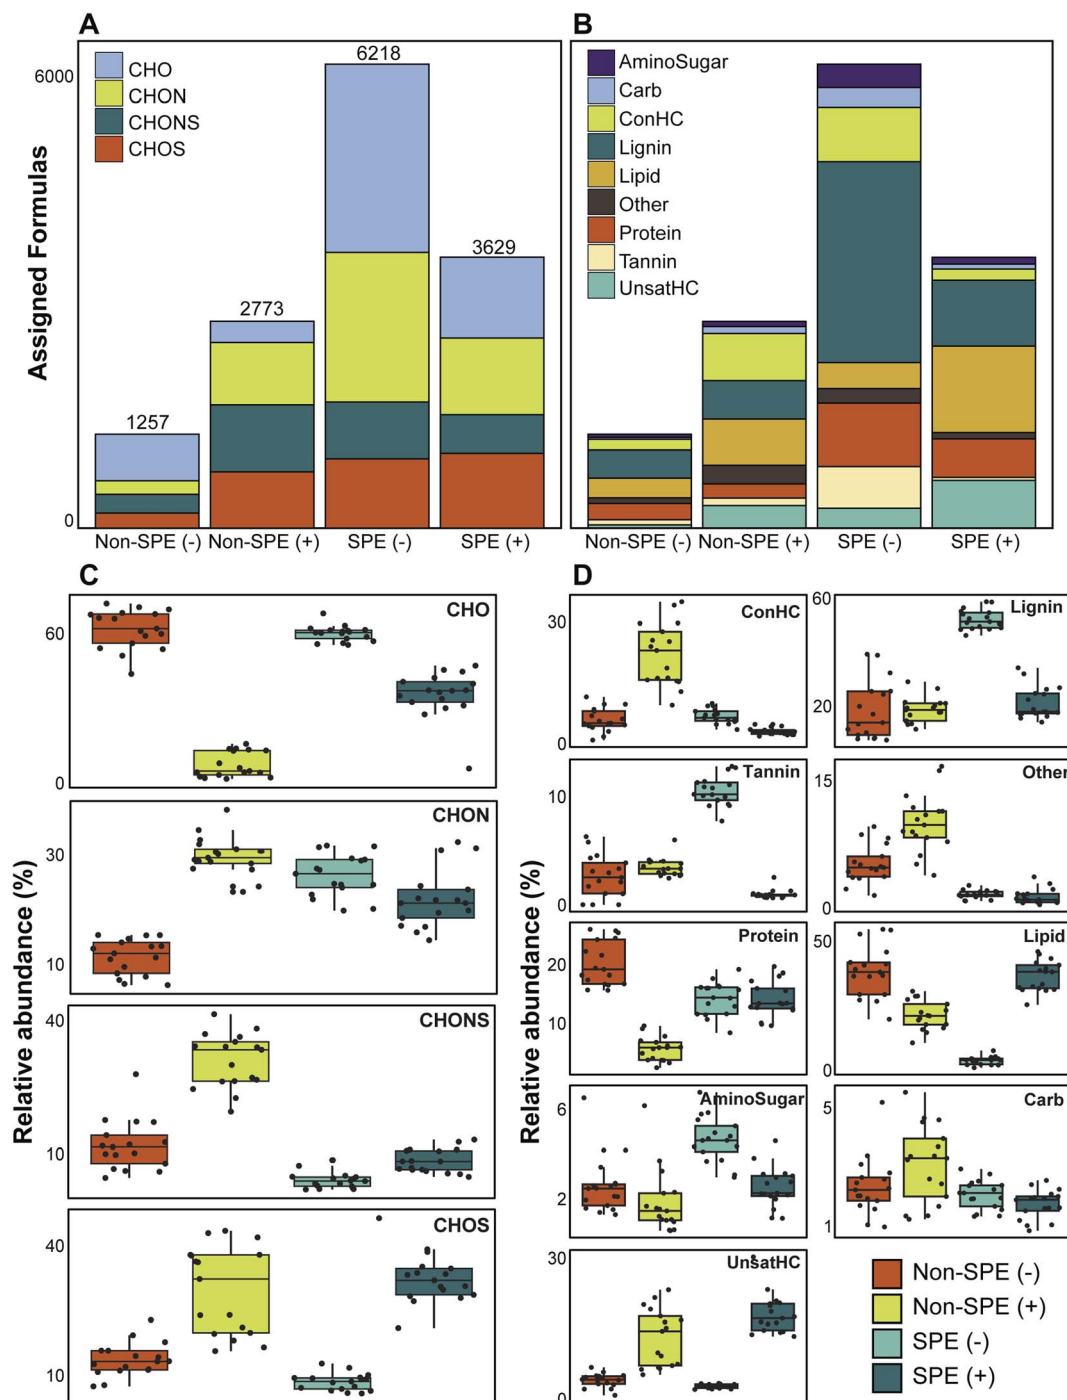 A
B
6000
Assigned Formulas
0
CHO
CHON
CHONS
CHOS
1257
2773
6218
3629
Non-SPE (-)
Non-SPE (+)
SPE (-)
SPE (+)
AminoSugar
Carb
ConHC
Lignin
Lipid
Other
Protein
Tannin
UnsatHC
Non-SPE (-)
Non-SPE (+)
SPE (-)
SPE (+)
C
Relative abundance (%)
CHO
60
0
CHON
30
10
CHONS
40
10
CHOS
40
10
D
Relative abundance (%)
ConHC
30
0
Lignin
60
20
Tannin
10
0
Other
15
0
Protein
20
10
Lipid
50
0
AminoSugar
6
2
Carb
5
1
UnsatHC
30
0
Non-SPE (-)
Non-SPE (+)
SPE (-)
SPE (+)